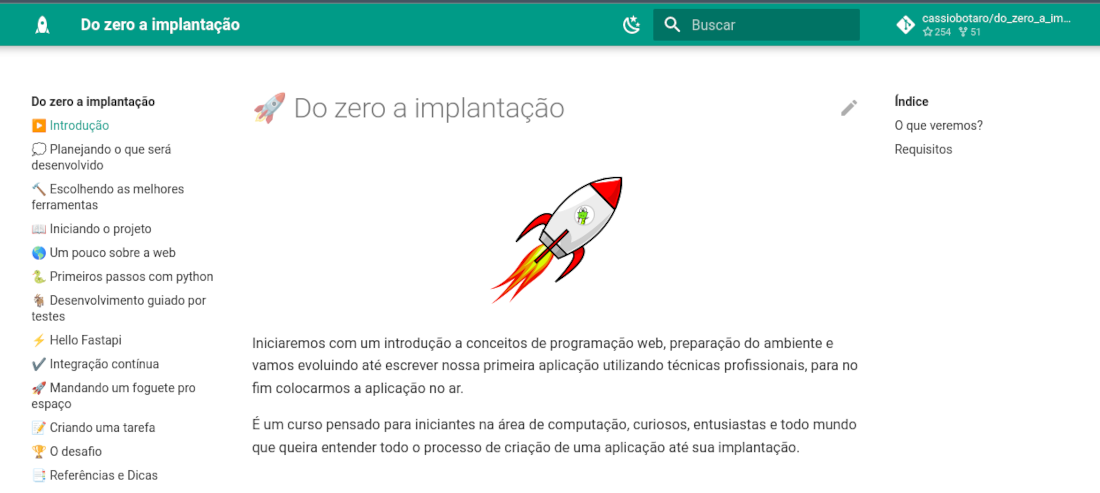 Do zero a implantação
Buscar
cassiobotaro/do_zero_a_im...
254 51
Do zero a implantação
▶️ Introdução
💭 Planejando o que será
desenvolvido
🔨 Escolhendo as melhores
ferramentas
📖 Iniciando o projeto
🌎 Um pouco sobre a web
🐍 Primeiros passos com python
🐐 Desenvolvimento guiado por
testes
⚡ Hello Fastapi
✔️ Integração contínua
🚀 Mandando um foguete pro
espaço
📝 Criando uma tarefa
🏆 O desafio
📑 Referências e Dicas
🚀 Do zero a implantação
Iniciaremos com um introdução a conceitos de programação web, preparação do ambiente e
vamos evoluindo até escrever nossa primeira aplicação utilizando técnicas profissionais, para no
fim colocarmos a aplicação no ar.
É um curso pensado para iniciantes na área de computação, curiosos, entusiastas e todo mundo
que queira entender todo o processo de criação de uma aplicação até sua implantação.
Índice
O que veremos?
Requisitos